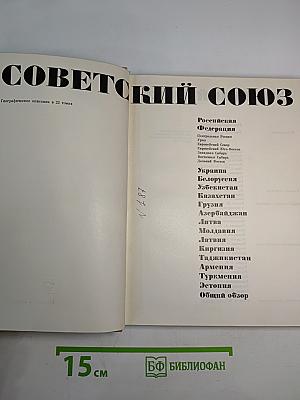 СОВЕТСКИЙ СОЮЗ
Географическое описание в 22 томах
Российская
Федерация
Центральная Россия
Урал
Европейский Север
Европейский Юго-Восток
Западная Сибирь
Восточная Сибирь
Дальний Восток
Украина
Белоруссия
Узбекистан
Казахстан
Грузия
Азербайджан
Литва
Молдавия
Латвия
Киргизия
Таджикистан
Армения
Туркмения
Эстония
Общий обзор
15 см
БФ БИБЛИОФАН